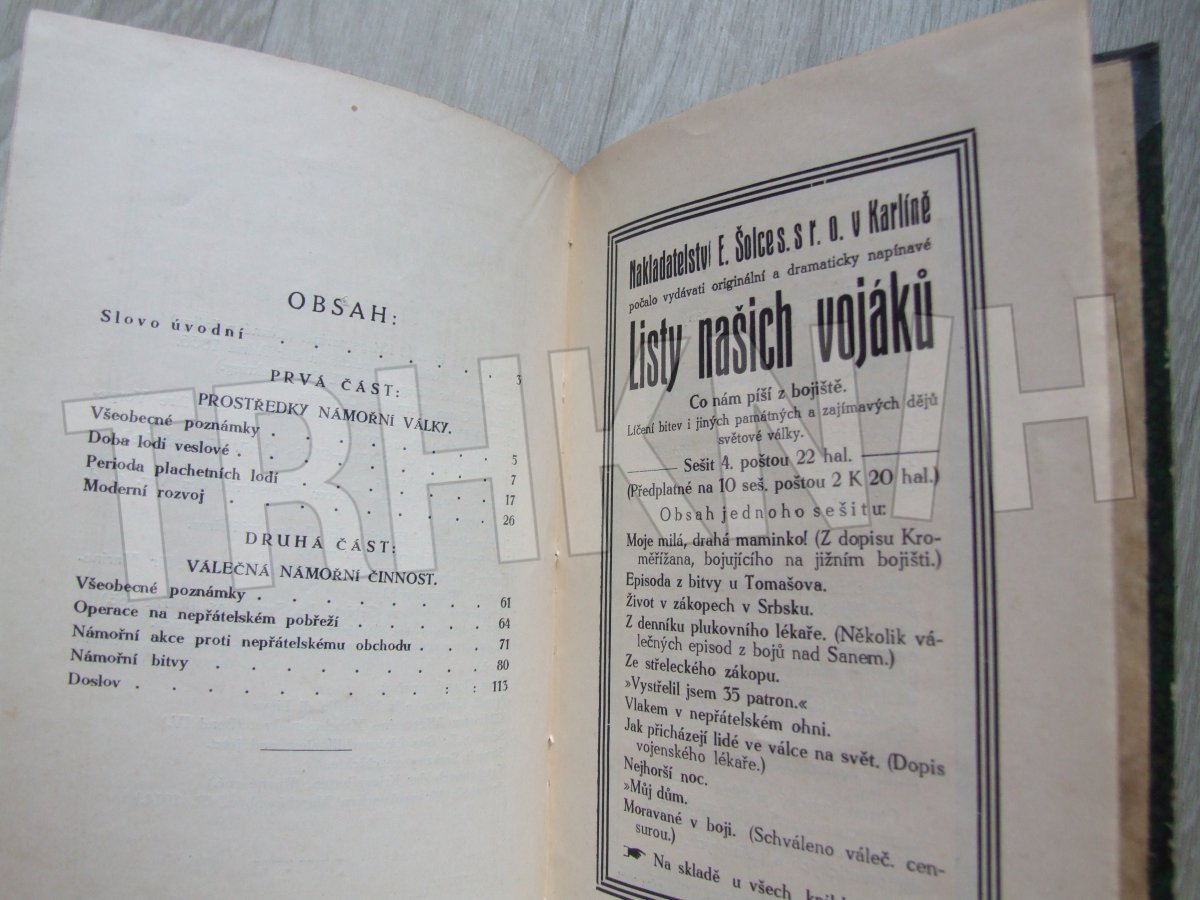 OBSAH:
Slovo úvodní . . . . . . . 3
PRVÁ ČÁST:
PROSTŘEDKY NÁMOŘNÍ VÁLKY.
Všeobecné poznámky . . . . . . . 5
Doba lodí veslové . . . . . . . . 7
Perioda plachetních lodí . . . . . . 17
Moderní rozvoj . . . . . . . . 26
DRUHÁ ČÁST:
VÁLEČNÁ NÁMOŘNÍ ČINNOST.
Všeobecné poznámky . . . . . . . . 61
Operace na nepřátelském pobřeží . . . . . 64
Námořní akce proti nepřátelskému obchodu . . . 71
Námořní bitvy . . . . . . . . 80
Doslov . . . . . . . . . : : 113
Nakladatelství E. Šolce s. s r. o. v Karlíně
počalo vydávati originální a dramaticky napínavé
Listy našich vojáků
Co nám píší z bojiště.
Líčení bitev i jiných památných a zajímavých dějů
světové války.
Sešit 4. poštou 22 hal.
(Předplatné na 10 seš. poštou 2 K 20 hal.)
Obsah jednoho sešitu:
Moje milá, drahá maminko! (Z dopisu Kro-
měřížana, bojujícího na jižním bojišti.)
Episoda z bitvy u Tomašova.
Život v zákopech v Srbsku.
Z denníku plukovního lékaře. (Několik vá-
lečných episod z bojů nad Sanem.)
Ze střeleckého zákopu.
»Vystřelil jsem 35 patron.«
Vlakem v nepřátelském ohni.
Jak přicházejí lidé ve válce na svět. (Dopis
vojenského lékaře.)
Nejhorší noc.
»Můj dům.
Moravané v boji. (Schváleno váleč. cen-
surou.)
☛ Na skladě u všech
TRHKNIH